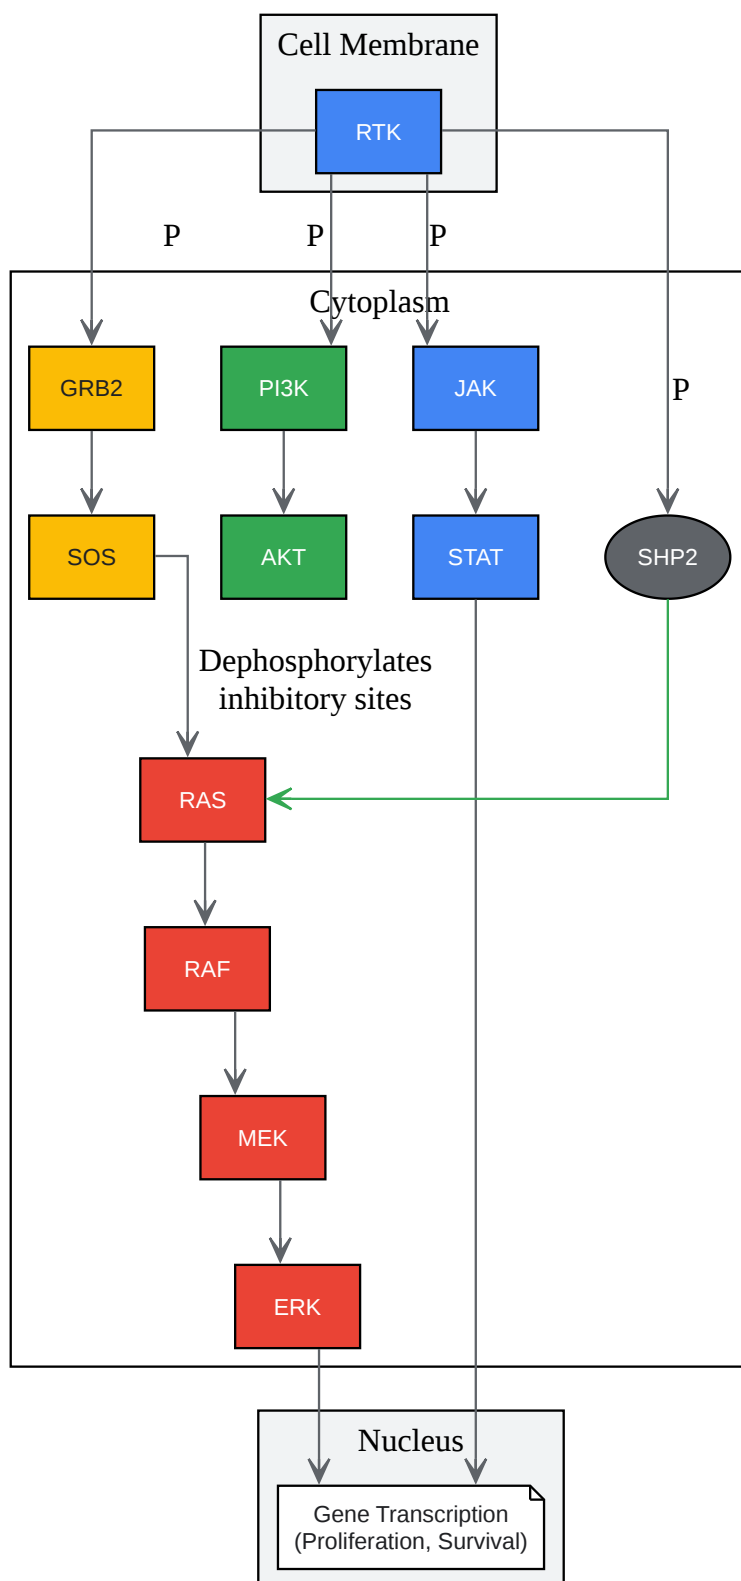 Cell Membrane
RTK
P
P
P
Cytoplasm
GRB2
PI3K
JAK
P
SOS
AKT
STAT
SHP2
Dephosphorylates
inhibitory sites
RAS
RAF
MEK
ERK
Nucleus
Gene Transcription
(Proliferation, Survival)